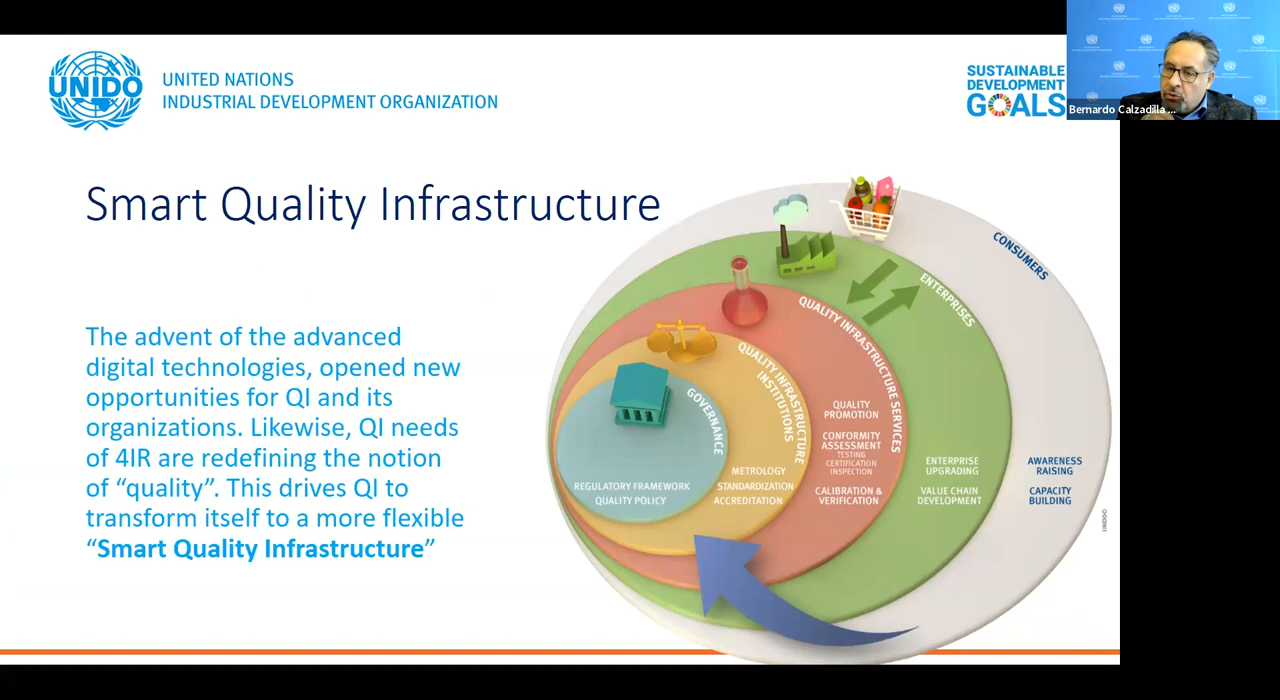 UNIDO
UNITED NATIONS
INDUSTRIAL DEVELOPMENT ORGANIZATION
SUSTAINABLE
DEVELOPMENT
GOALS
Bernardo Calzadilla ...
Smart Quality Infrastructure
The advent of the advanced
digital technologies, opened new
opportunities for QI and its
organizations. Likewise, QI needs
of 4IR are redefining the notion
of “quality”. This drives QI to
transform itself to a more flexible
“Smart Quality Infrastructure”
CONSUMERS
AWARENESS
RAISING
CAPACITY
BUILDING
ENTERPRISES
ENTERPRISE
UPGRADING
VALUE CHAIN
DEVELOPMENT
QUALITY INFRASTRUCTURE SERVICES
QUALITY
PROMOTION
CONFORMITY
ASSESSMENT
TESTING
CERTIFICATION
INSPECTION
CALIBRATION &
VERIFICATION
QUALITY INFRASTRUCTURE
INSTITUTIONS
METROLOGY
STANDARDIZATION
ACCREDITATION
GOVERNANCE
REGULATORY FRAMEWORK
QUALITY POLICY
UNIDO©